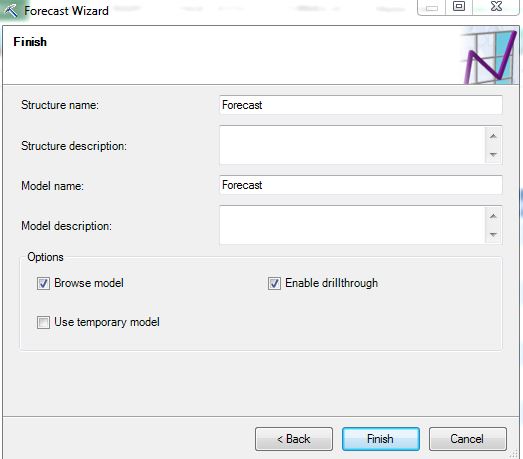 Forecast Wizard
Finish
Structure name:
Forecast
Structure description:
Model name:
Forecast
Model description:
Options
Browse model
Enable drillthrough
Use temporary model
< Back
Finish
Cancel